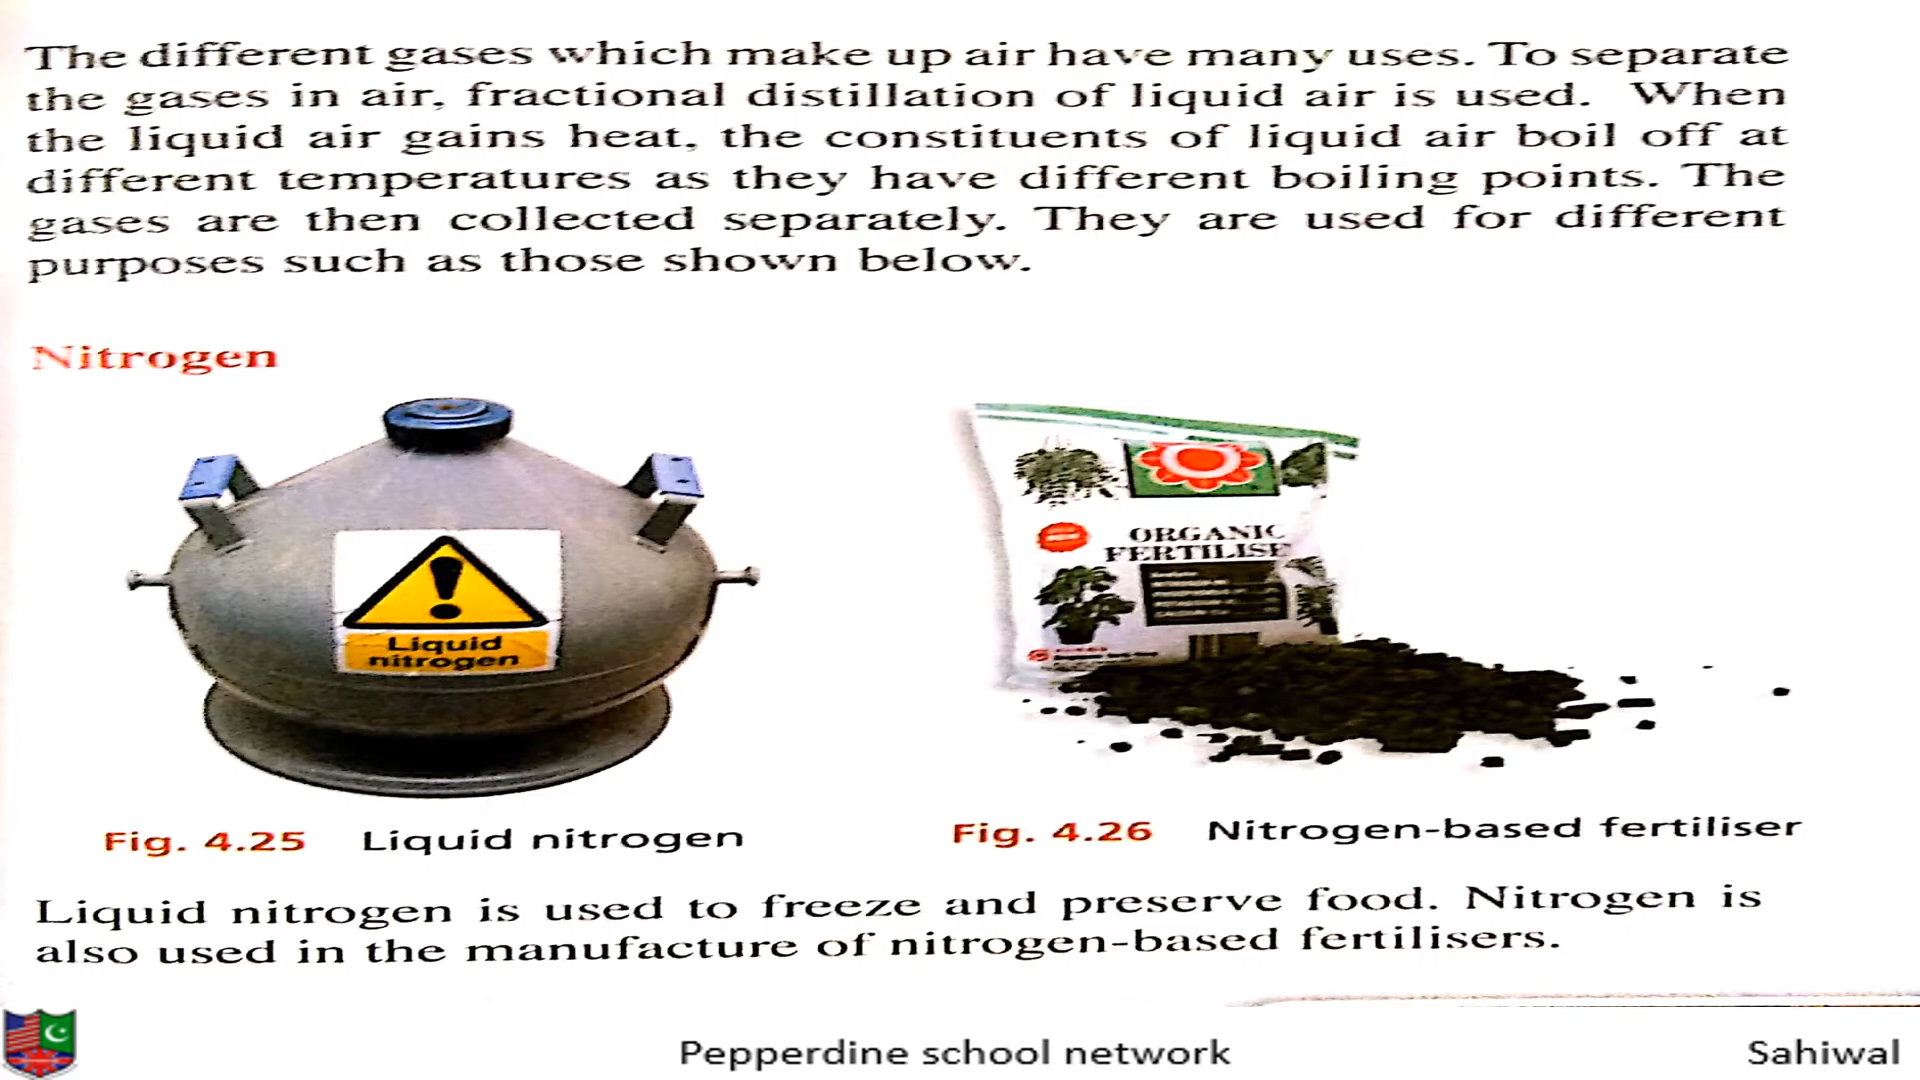 The different gases which make up air have many uses. To separate
the gases in air, fractional distillation of liquid air is used. When
the liquid air gains heat, the constituents of liquid air boil off at
different temperatures as they have different boiling points. The
gases are then collected separately. They are used for different
purposes such as those shown below.
Nitrogen
Liquid
nitrogen
ORGANIC
FERTILISE
Fig. 4.25 Liquid nitrogen
Fig. 4.26 Nitrogen-based fertiliser
Liquid nitrogen is used to freeze and preserve food. Nitrogen is
also used in the manufacture of nitrogen-based fertilisers.
Pepperdine school network
Sahiwal